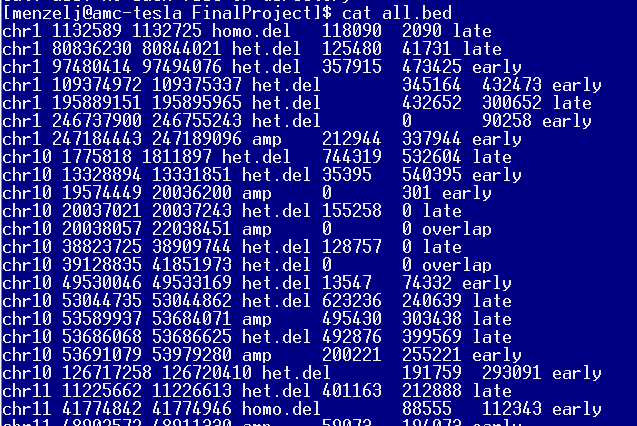 [menzelj@amc-tesla FinalProject]$ cat all.bed
chr1 1132589 1132725 homo.del 118090 2090 late
chr1 80836230 80844021 het.del 125480 41731 late
chr1 97480414 97494076 het.del 357915 473425 early
chr1 109374972 109375337 het.del 345164 432473 early
chr1 195889151 195895965 het.del 432652 300652 late
chr1 246737900 246755243 het.del 0 90258 early
chr1 247184443 247189096 amp 212944 337944 early
chr10 1775818 1811897 het.del 744319 532604 late
chr10 13328894 13331851 het.del 35395 540395 early
chr10 19574449 20036200 amp 0 301 early
chr10 20037021 20037243 het.del 155258 0 late
chr10 20038057 22038451 amp 0 0 overlap
chr10 38823725 38909744 het.del 128757 0 late
chr10 39128835 41851973 het.del 0 0 overlap
chr10 49530046 49533169 het.del 13547 74332 early
chr10 53044735 53044862 het.del 623236 240639 late
chr10 53589937 53684071 amp 495430 303438 late
chr10 53686068 53686625 het.del 492876 399569 late
chr10 53691079 53979280 amp 200221 255221 early
chr10 126717258 126720410 het.del 191759 293091 early
chr11 11225662 11226613 het.del 401163 212888 late
chr11 41774842 41774946 homo.del 88555 112343 early